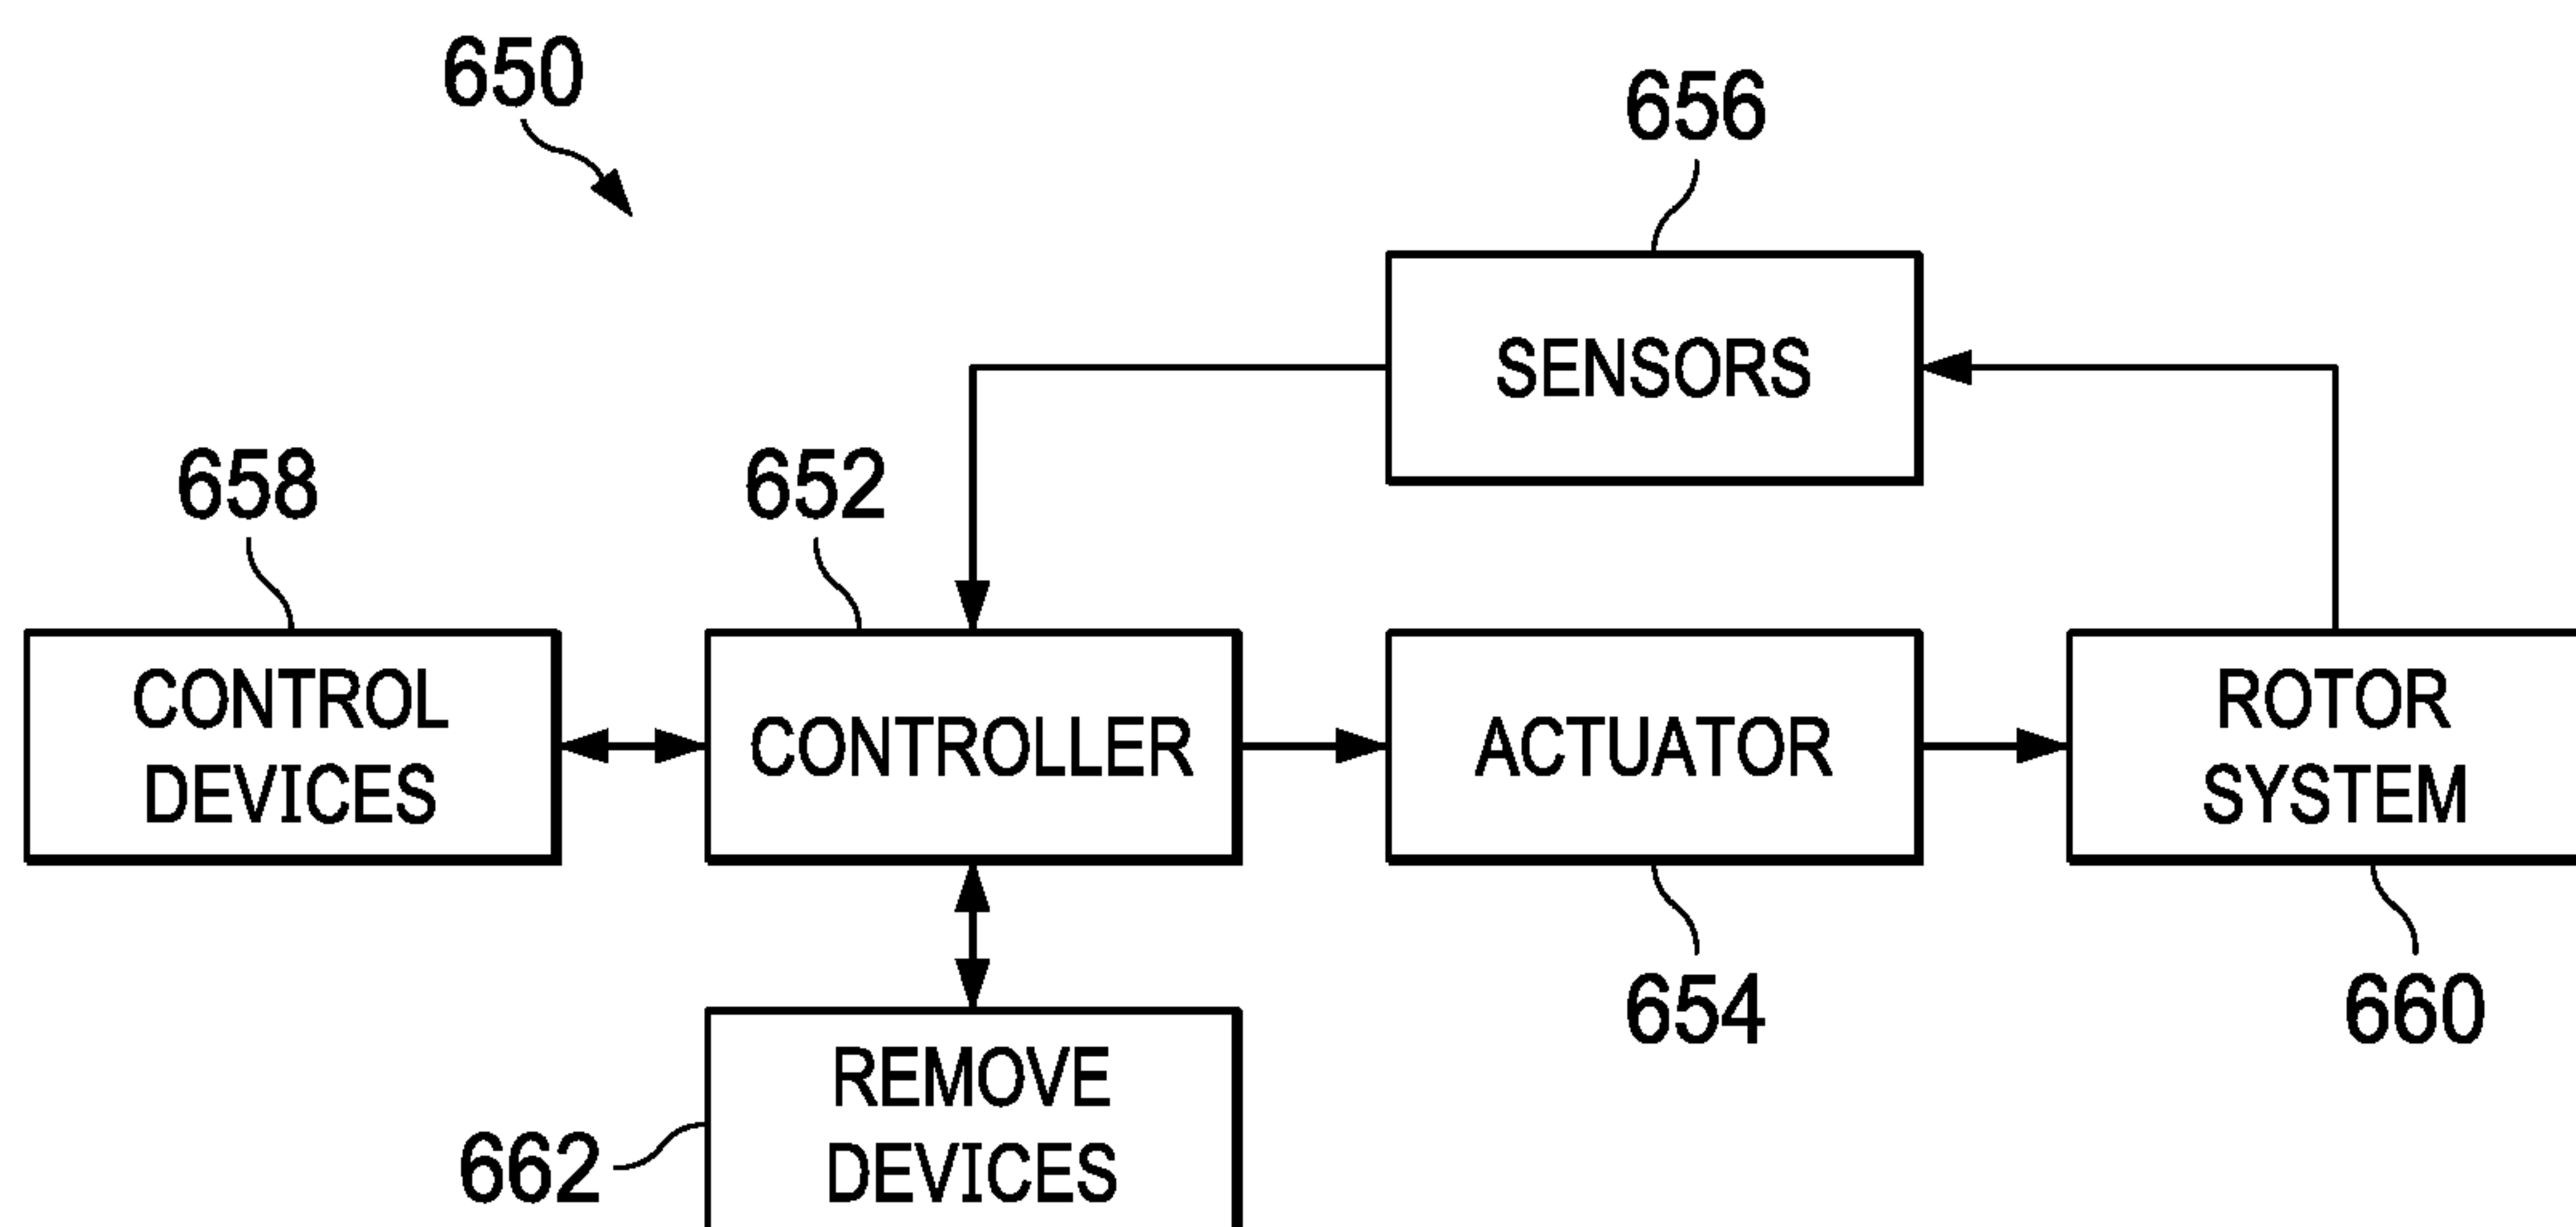 650
656
SENSORS
658
652
CONTROL
DEVICES
CONTROLLER
ACTUATOR
ROTOR
SYSTEM
654
660
REMOVE
DEVICES
662